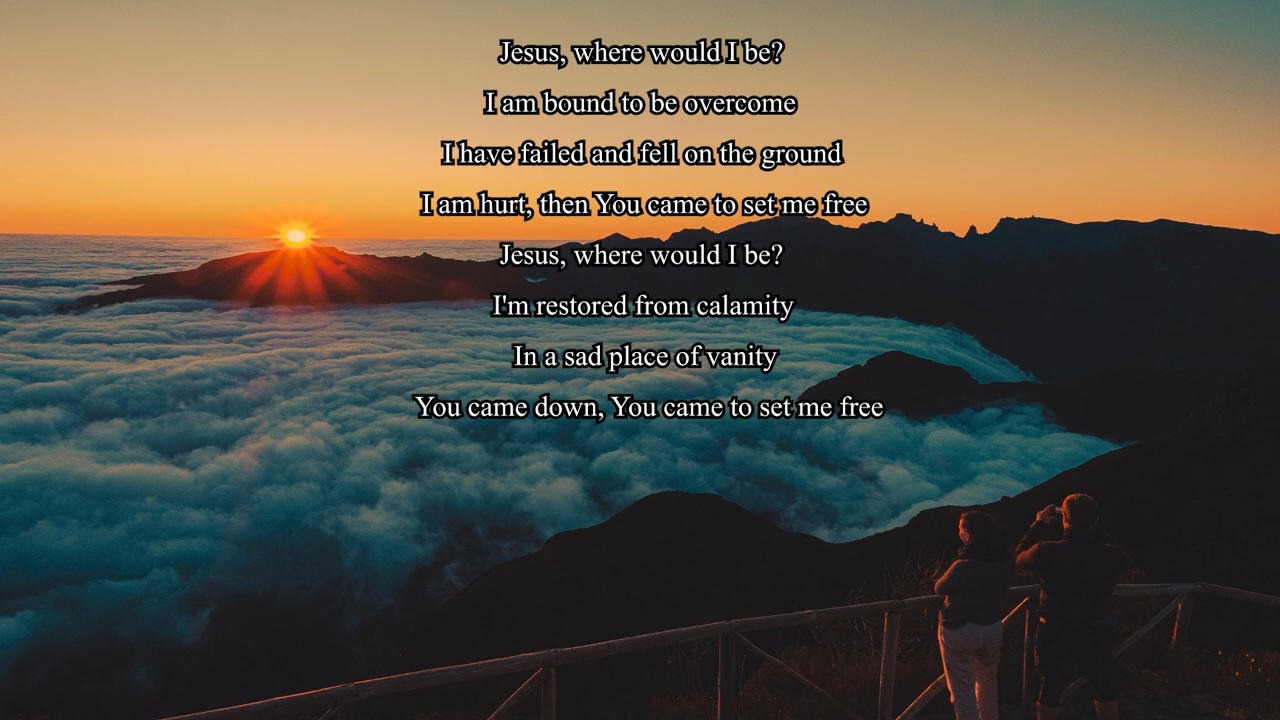 Jesus, where would I be?
I am bound to be overcome
I have failed and fell on the ground
I am hurt, then You came to set me free
Jesus, where would I be?
I'm restored from calamity
In a sad place of vanity
You came down, You came to set me free